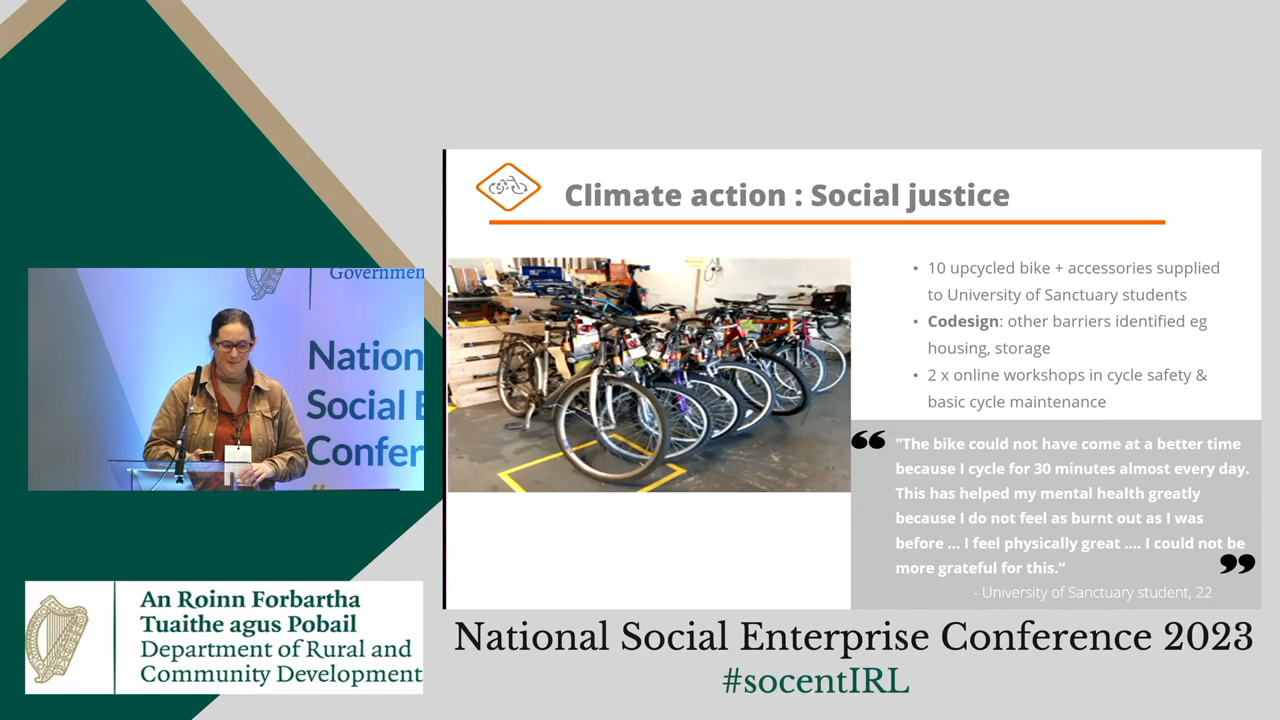 Governmen
Nation
Social E
Confer
An Roinn Forbartha
Tuaithe agus Pobail
Department of Rural and
Community Development
Climate action : Social justice
• 10 upcycled bike + accessories supplied
to University of Sanctuary students
• Codesign: other barriers identified eg
housing, storage
• 2 x online workshops in cycle safety &
basic cycle maintenance
"The bike could not have come at a better time
because I cycle for 30 minutes almost every day.
This has helped my mental health greatly
because I do not feel as burnt out as I was
before ... I feel physically great .... I could not be
more grateful for this.”
- University of Sanctuary student, 22
National Social Enterprise Conference 2023
#socentIRL